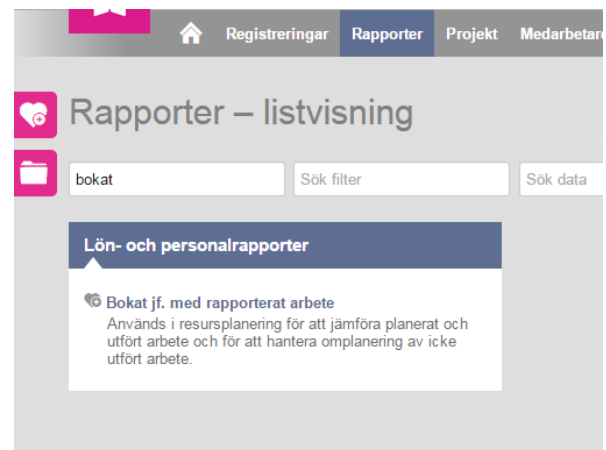 Registreringar Rapporter Projekt Medarbetare
Rapporter – listvisning
bokat Sök filter Sök data
Lön- och personalrapporter
Bokat jf. med rapporterat arbete
Används i resursplanering för att jämföra planerat och
utfört arbete och för att hantera omplanering av icke
utfört arbete.